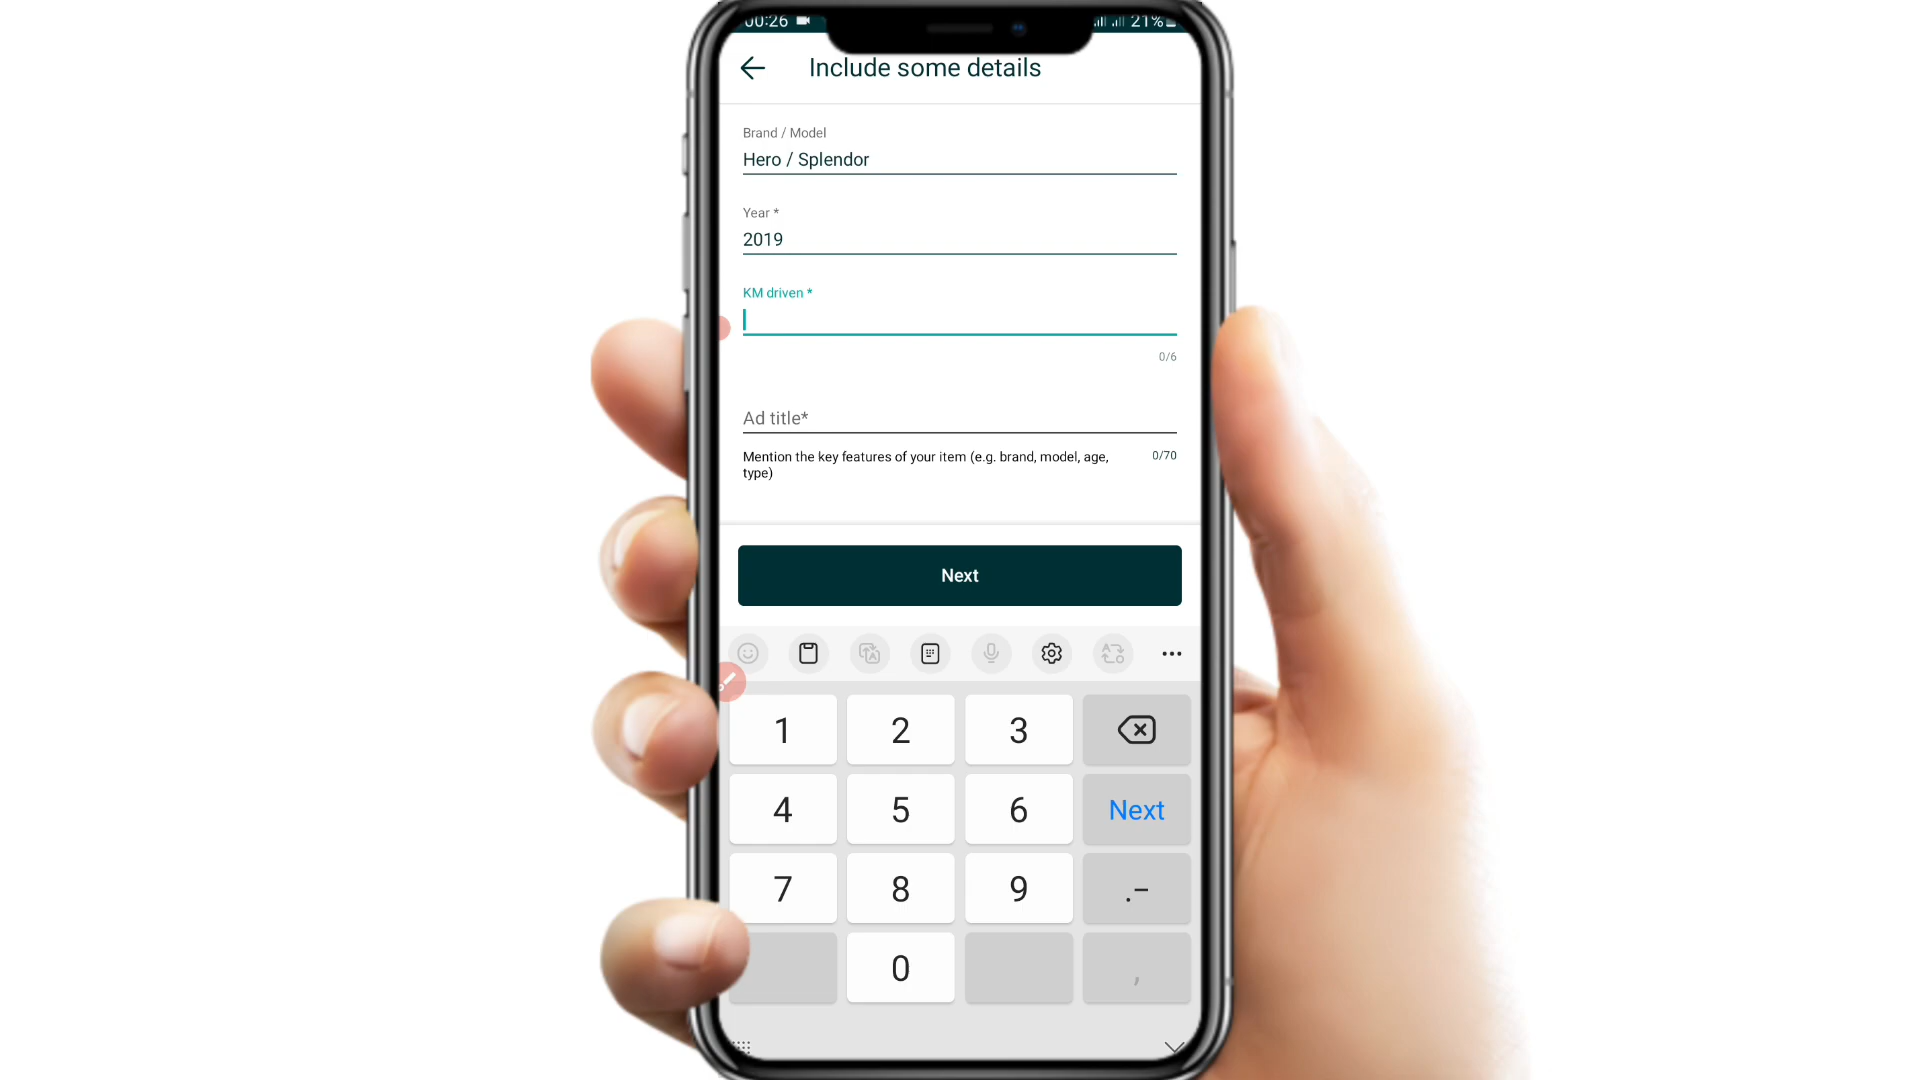 00:26 21%
Include some details
Brand / Model
Hero / Splendor
Year *
2019
KM driven *
0/6
Ad title*
Mention the key features of your item (e.g. brand, model, age, 0/70
type)
Next
1 2 3
4 5 6 Next
7 8 9 .-
0 ,